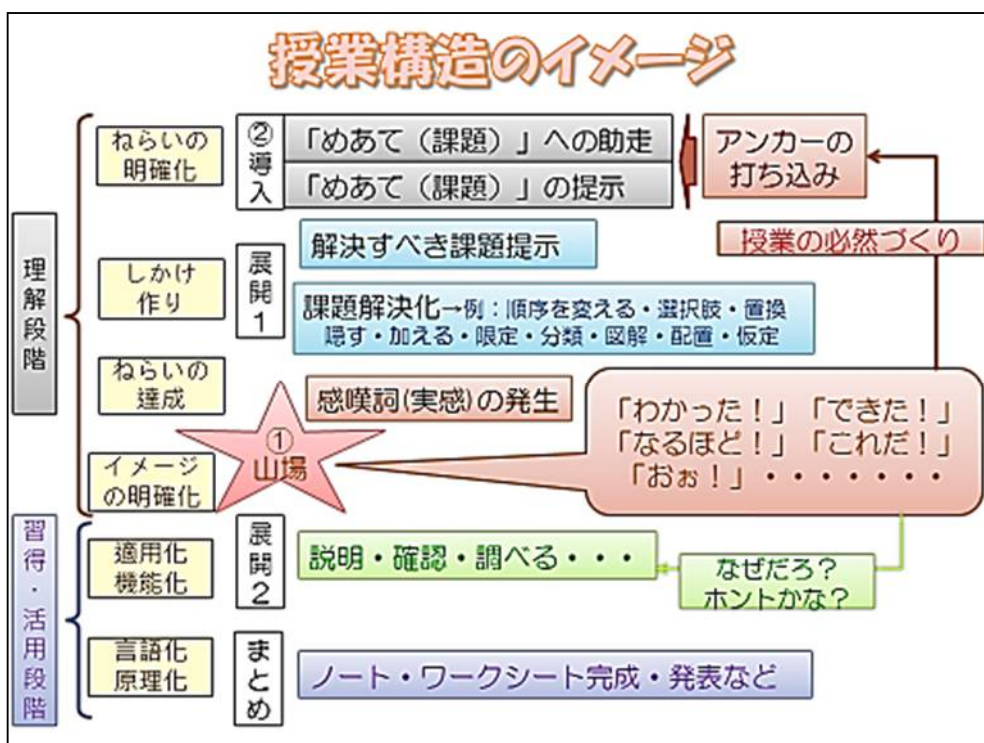 授業構造のイメージ
理解段階
ねらいの
明確化
②導入
「めあて（課題）」への助走
「めあて（課題）」の提示
アンカーの
打ち込み
授業の必然づくり
しかけ
作り
展開1
解決すべき課題提示
課題解決化→例：順序を変える・選択肢・置換
隠す・加える・限定・分類・図解・配置・仮定
ねらいの
達成
感嘆詞(実感)の発生
①
山場
「わかった！」「できた！」
「なるほど！」「これだ！」
「おぉ！」・・・・・・・
イメージ
の明確化
習得・活用段階
適用化
機能化
展開2
説明・確認・調べる・・・
なぜだろ？
ホントかな？
言語化
原理化
まとめ
ノート・ワークシート完成・発表など